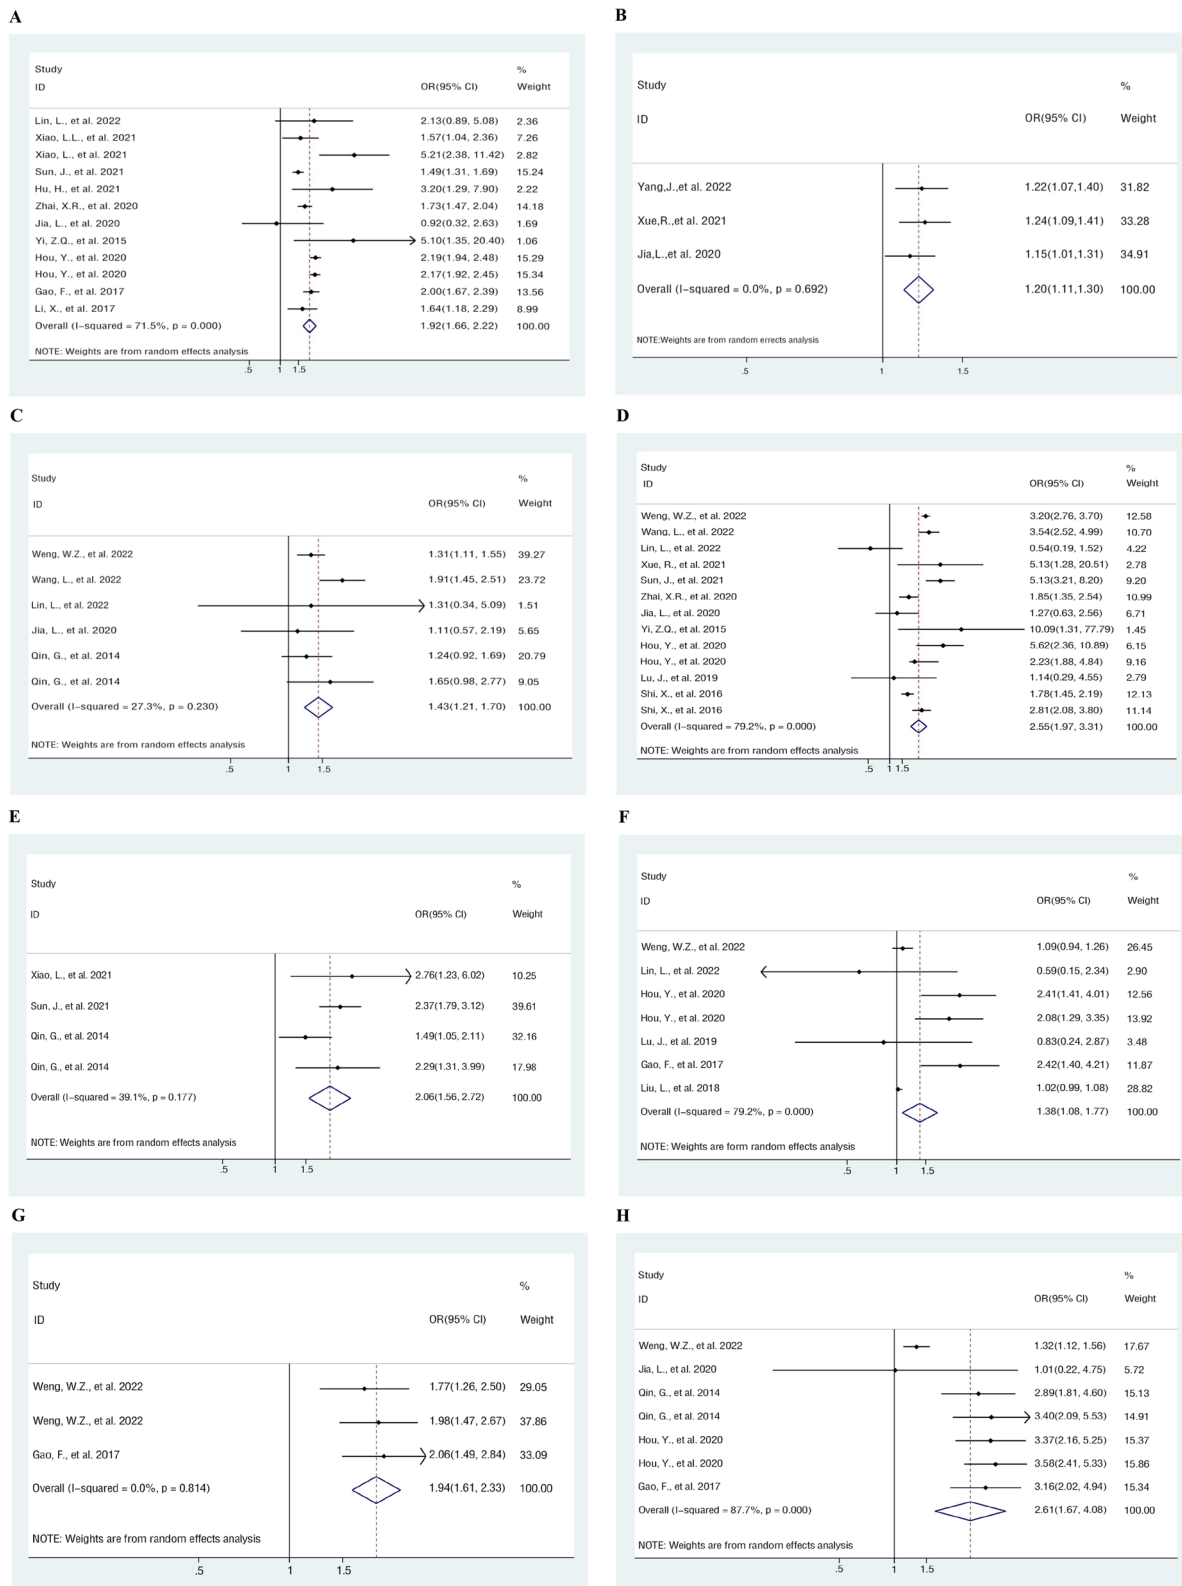 A
Study %
ID OR(95% CI) Weight
Lin, L., et al. 2022 2.13(0.89, 5.08) 2.36
Xiao, L.L., et al. 2021 1.57(1.04, 2.36) 7.26
Xiao, L., et al. 2021 5.21(2.38, 11.42) 2.82
Sun, J., et al. 2021 1.49(1.31, 1.69) 15.24
Hu, H., et al. 2021 3.20(1.29, 7.90) 2.22
Zhai, X.R., et al. 2020 1.73(1.47, 2.04) 14.18
Jia, L., et al. 2020 0.92(0.32, 2.63) 1.69
Yi, Z.Q., et al. 2015 5.10(1.35, 20.40) 1.06
Hou, Y., et al. 2020 2.19(1.94, 2.48) 15.29
Hou, Y., et al. 2020 2.17(1.92, 2.45) 15.34
Gao, F., et al. 2017 2.00(1.67, 2.39) 13.56
Li, X., et al. 2017 1.64(1.18, 2.29) 8.99
Overall (I-squared = 71.5%, p = 0.000) 1.92(1.66, 2.22) 100.00
NOTE: Weights are from random effects analysis
.5 1 1.5
B
Study %
ID OR(95% CI) Weight
Yang,J.,et al. 2022 1.22(1.07,1.40) 31.82
Xue,R.,et al. 2021 1.24(1.09,1.41) 33.28
Jia,L.,et al. 2020 1.15(1.01,1.31) 34.91
Overall (I-squared = 0.0%, p = 0.692) 1.20(1.11,1.30) 100.00
NOTE:Weights are from random errects analysis
.5 1 1.5
C
Study %
ID OR(95% CI) Weight
Weng, W.Z., et al. 2022 1.31(1.11, 1.55) 39.27
Wang, L., et al. 2022 1.91(1.45, 2.51) 23.72
Lin, L., et al. 2022 1.31(0.34, 5.09) 1.51
Jia, L., et al. 2020 1.11(0.57, 2.19) 5.65
Qin, G., et al. 2014 1.24(0.92, 1.69) 20.79
Qin, G., et al. 2014 1.65(0.98, 2.77) 9.05
Overall (I-squared = 27.3%, p = 0.230) 1.43(1.21, 1.70) 100.00
NOTE: Weights are from random effects analysis
.5 1 1.5
D
Study %
ID OR(95% CI) Weight
Weng, W.Z., et al. 2022 3.20(2.76, 3.70) 12.58
Wang, L., et al. 2022 3.54(2.52, 4.99) 10.70
Lin, L., et al. 2022 0.54(0.19, 1.52) 4.22
Xue, R., et al. 2021 5.13(1.28, 20.51) 2.78
Sun, J., et al. 2021 5.13(3.21, 8.20) 9.20
Zhai, X.R., et al. 2020 1.85(1.35, 2.54) 10.99
Jia, L., et al. 2020 1.27(0.63, 2.56) 6.71
Yi, Z.Q., et al. 2015 10.09(1.31, 77.79) 1.45
Hou, Y., et al. 2020 5.62(2.36, 10.89) 6.15
Hou, Y., et al. 2020 2.23(1.88, 4.84) 9.16
Lu, J., et al. 2019 1.14(0.29, 4.55) 2.79
Shi, X., et al. 2016 1.78(1.45, 2.19) 12.13
Shi, X., et al. 2016 2.81(2.08, 3.80) 11.14
Overall (I-squared = 79.2%, p = 0.000) 2.55(1.97, 3.31) 100.00
NOTE: Weights are from random effects analysis
.5 1 1.5
E
Study %
ID OR(95% CI) Weight
Xiao, L., et al. 2021 2.76(1.23, 6.02) 10.25
Sun, J., et al. 2021 2.37(1.79, 3.12) 39.61
Qin, G., et al. 2014 1.49(1.05, 2.11) 32.16
Qin, G., et al. 2014 2.29(1.31, 3.99) 17.98
Overall (I-squared = 39.1%, p = 0.177) 2.06(1.56, 2.72) 100.00
NOTE: Weights are from random effects analysis
.5 1 1.5
F
Study %
ID OR(95% CI) Weight
Weng, W.Z., et al. 2022 1.09(0.94, 1.26) 26.45
Lin, L., et al. 2022 0.59(0.15, 2.34) 2.90
Hou, Y., et al. 2020 2.41(1.41, 4.01) 12.56
Hou, Y., et al. 2020 2.08(1.29, 3.35) 13.92
Lu, J., et al. 2019 0.83(0.24, 2.87) 3.48
Gao, F., et al. 2017 2.42(1.40, 4.21) 11.87
Liu, L., et al. 2018 1.02(0.99, 1.08) 28.82
Overall (I-squared = 79.2%, p = 0.000) 1.38(1.08, 1.77) 100.00
NOTE: Weights are form random effects analysis
.5 1 1.5
G
Study %
ID OR(95% CI) Weight
Weng, W.Z., et al. 2022 1.77(1.26, 2.50) 29.05
Weng, W.Z., et al. 2022 1.98(1.47, 2.67) 37.86
Gao, F., et al. 2017 2.06(1.49, 2.84) 33.09
Overall (I-squared = 0.0%, p = 0.814) 1.94(1.61, 2.33) 100.00
NOTE: Weights are from random effects analysis
.5 1 1.5
H
Study %
ID OR(95% CI) Weight
Weng, W.Z., et al. 2022 1.32(1.12, 1.56) 17.67
Jia, L., et al. 2020 1.01(0.22, 4.75) 5.72
Qin, G., et al. 2014 2.89(1.81, 4.60) 15.13
Qin, G., et al. 2014 3.40(2.09, 5.53) 14.91
Hou, Y., et al. 2020 3.37(2.16, 5.25) 15.37
Hou, Y., et al. 2020 3.58(2.41, 5.33) 15.86
Gao, F., et al. 2017 3.16(2.02, 4.94) 15.34
Overall (I-squared = 87.7%, p = 0.000) 2.61(1.67, 4.08) 100.00
NOTE: Weights are from random effects analysis
.5 1 1.5